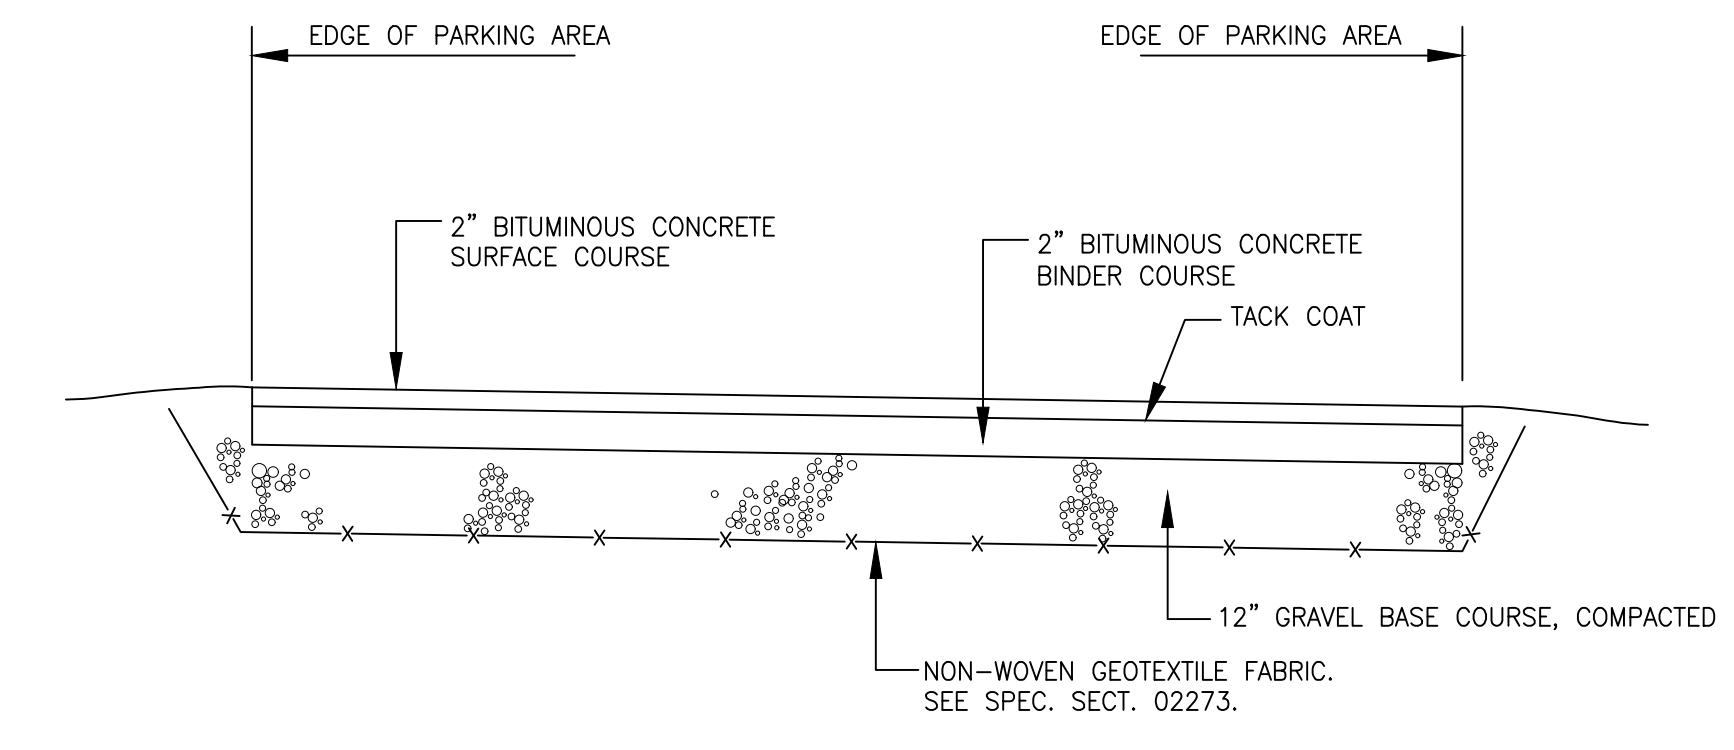 EDGE OF PARKING AREA
EDGE OF PARKING AREA
2” BITUMINOUS CONCRETE
SURFACE COURSE
2” BITUMINOUS CONCRETE
BINDER COURSE
TACK COAT
12” GRAVEL BASE COURSE, COMPACTED
NON-WOVEN GEOTEXTILE FABRIC.
SEE SPEC. SECT. 02273.